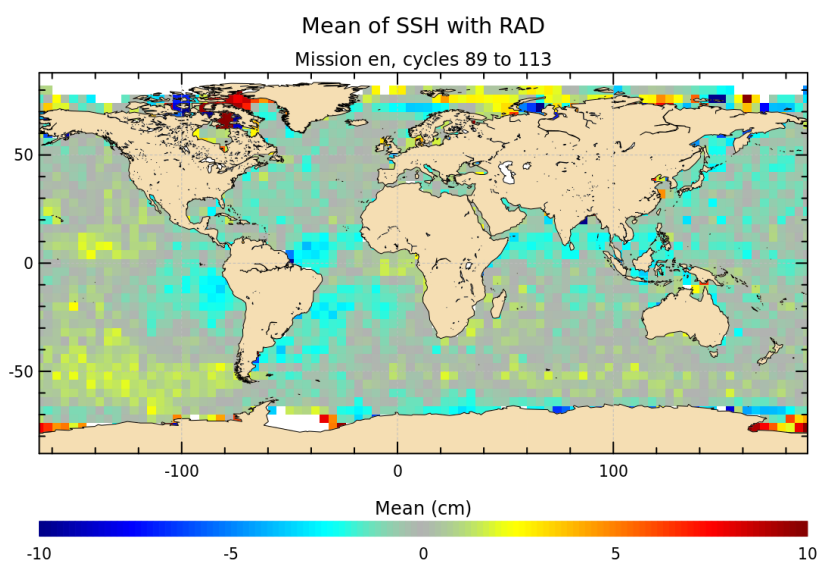 Mean of SSH with RAD
Mission en, cycles 89 to 113
50
0
-50
-100 0 100
Mean (cm)
-10 -5 0 5 10